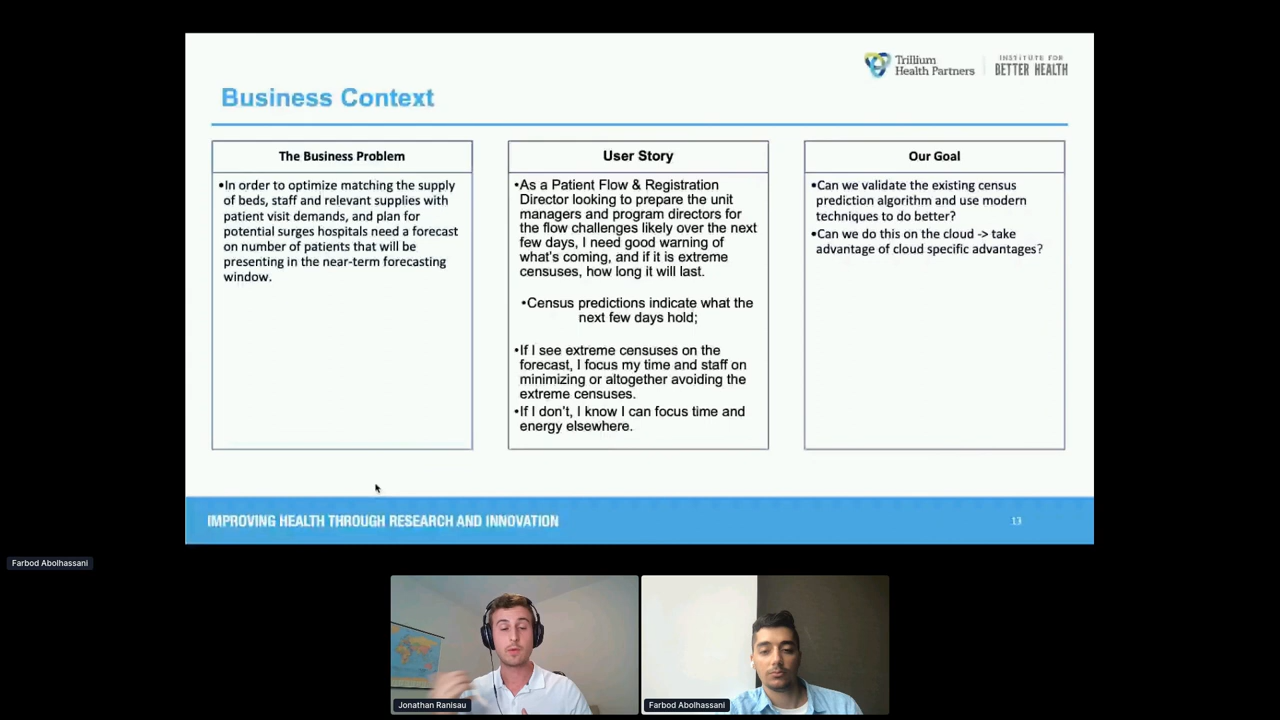 Trillium
Health Partners
INSTITUTE FOR
BETTER HEALTH
Business Context
The Business Problem
•In order to optimize matching the supply
of beds, staff and relevant supplies with
patient visit demands, and plan for
potential surges hospitals need a forecast
on number of patients that will be
presenting in the near-term forecasting
window.
User Story
•As a Patient Flow & Registration
Director looking to prepare the unit
managers and program directors for
the flow challenges likely over the next
few days, I need good warning of
what's coming, and if it is extreme
censuses, how long it will last.
•Census predictions indicate what the
next few days hold;
•If I see extreme censuses on the
forecast, I focus my time and staff on
minimizing or altogether avoiding the
extreme censuses.
•If I don't, I know I can focus time and
energy elsewhere.
Our Goal
•Can we validate the existing census
prediction algorithm and use modern
techniques to do better?
•Can we do this on the cloud -> take
advantage of cloud specific advantages?
IMPROVING HEALTH THROUGH RESEARCH AND INNOVATION
13
Farbod Abolhassani
Jonathan Ranisau
Farbod Abolhassani